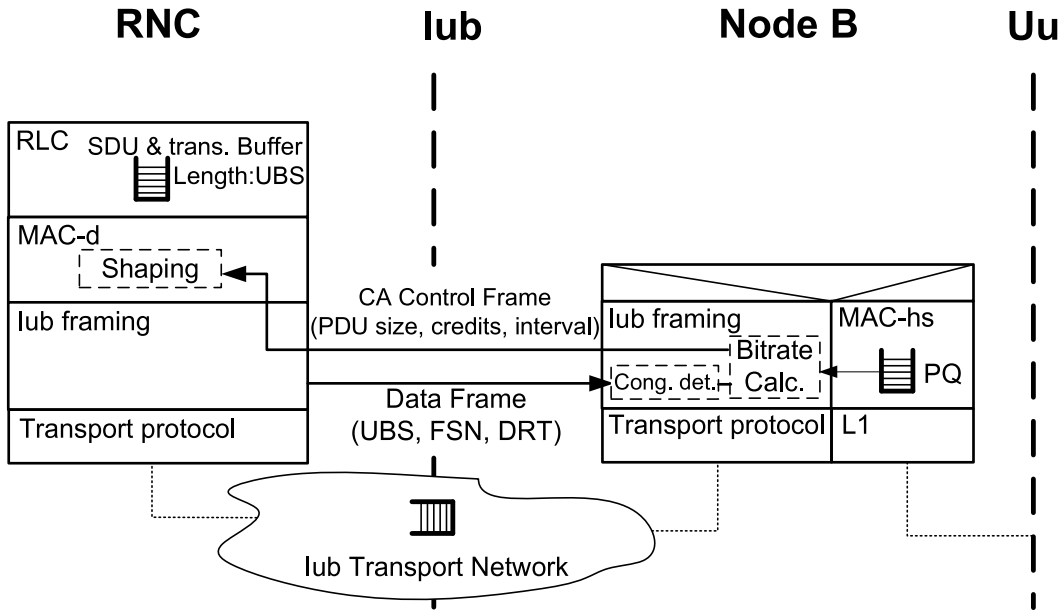 RNC
Iub
Node B
Uu
RLC
SDU & trans. Buffer
Length:UBS
MAC-d
Shaping
Iub framing
Transport protocol
CA Control Frame
(PDU size, credits, interval)
Data Frame
(UBS, FSN, DRT)
Iub framing
MAC-hs
Bitrate
Calc.
Cong. det.
PQ
Transport protocol
L1
Iub Transport Network